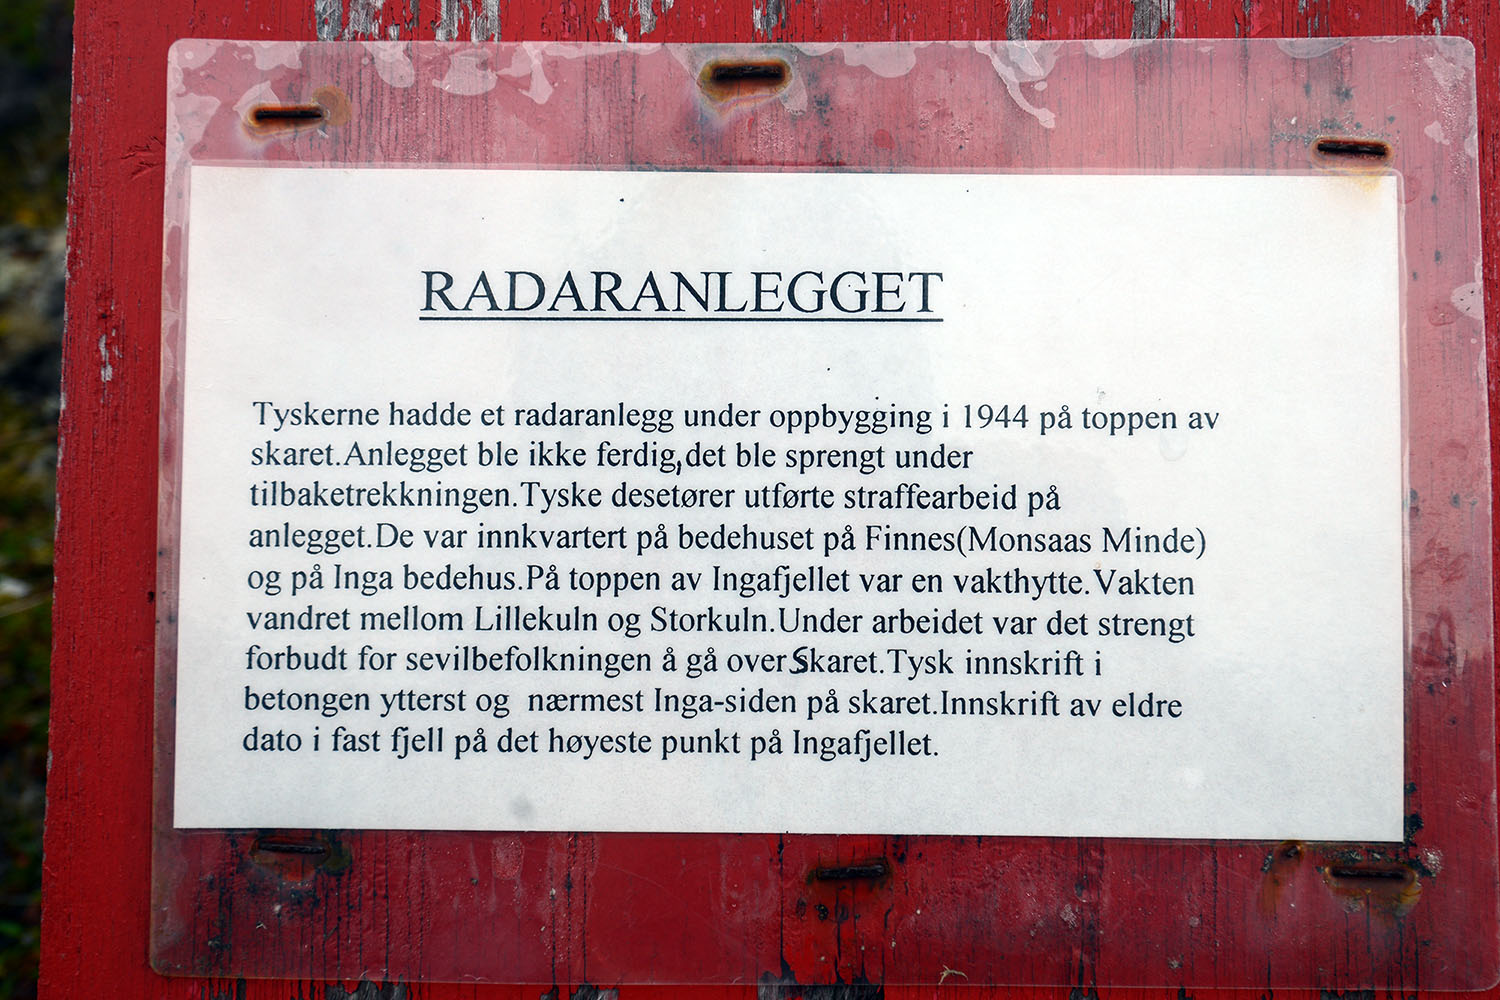 RADARANLEGGET
Tyskerne hadde et radaranlegg under oppbygging i 1944 på toppen av
skaret.Anlegget ble ikke ferdig,det ble sprengt under
tilbaketrekkningen.Tyske desetører utførte straffearbeid på
anlegget.De var innkvartert på bedehuset på Finnes(Monsaas Minde)
og på Inga bedehus.På toppen av Ingafjellet var en vakthytte.Vakten
vandret mellom Lillekuln og Storkuln.Under arbeidet var det strengt
forbudt for sevilbefolkningen å gå over Skaret.Tysk innskrift i
betongen ytterst og  nærmest Inga-siden på skaret.Innskrift av eldre
dato i fast fjell på det høyeste punkt på Ingafjellet.